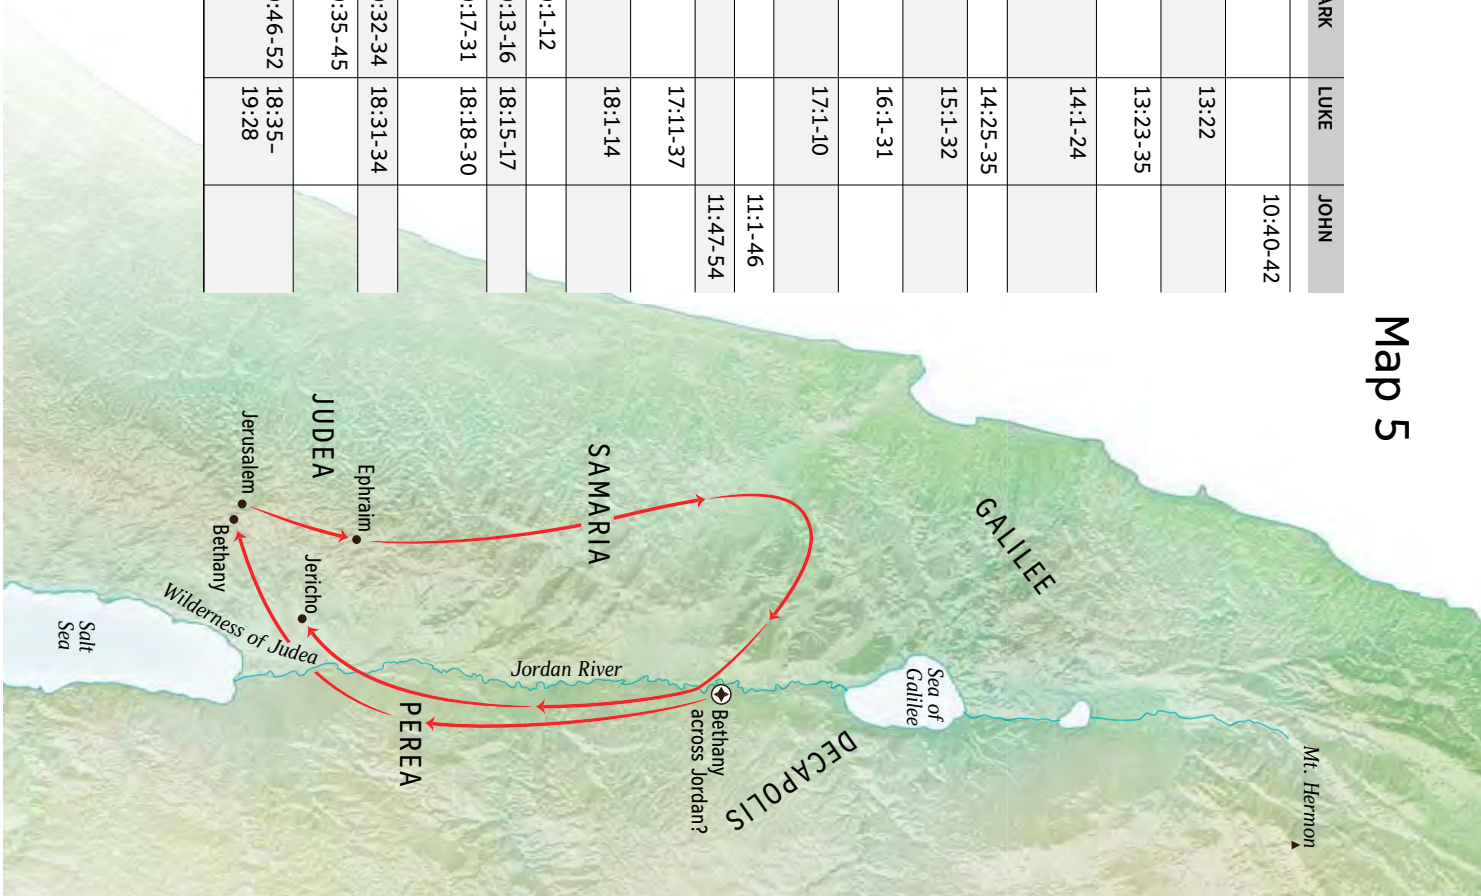 Map 5
ARK LUKE JOHN
10:40-42
13:22
13:23-35
14:1-24
14:25-35
15:1-32
16:1-31
17:1-10
11:1-46
11:47-54
17:11-37
18:1-14
:1-12
:13-16 18:15-17
:17-31 18:18-30
:32-34 18:31-34
:35-45
:46-52 18:35–
19:28
Mt. Hermon
GALILEE
Sea of
Galilee
DECAPOLIS
Bethany
across Jordan?
SAMARIA
Jordan River
PEREA
Ephraim
JUDEA
Jericho
Wilderness of Judea
Jerusalem
Bethany
Salt
Sea